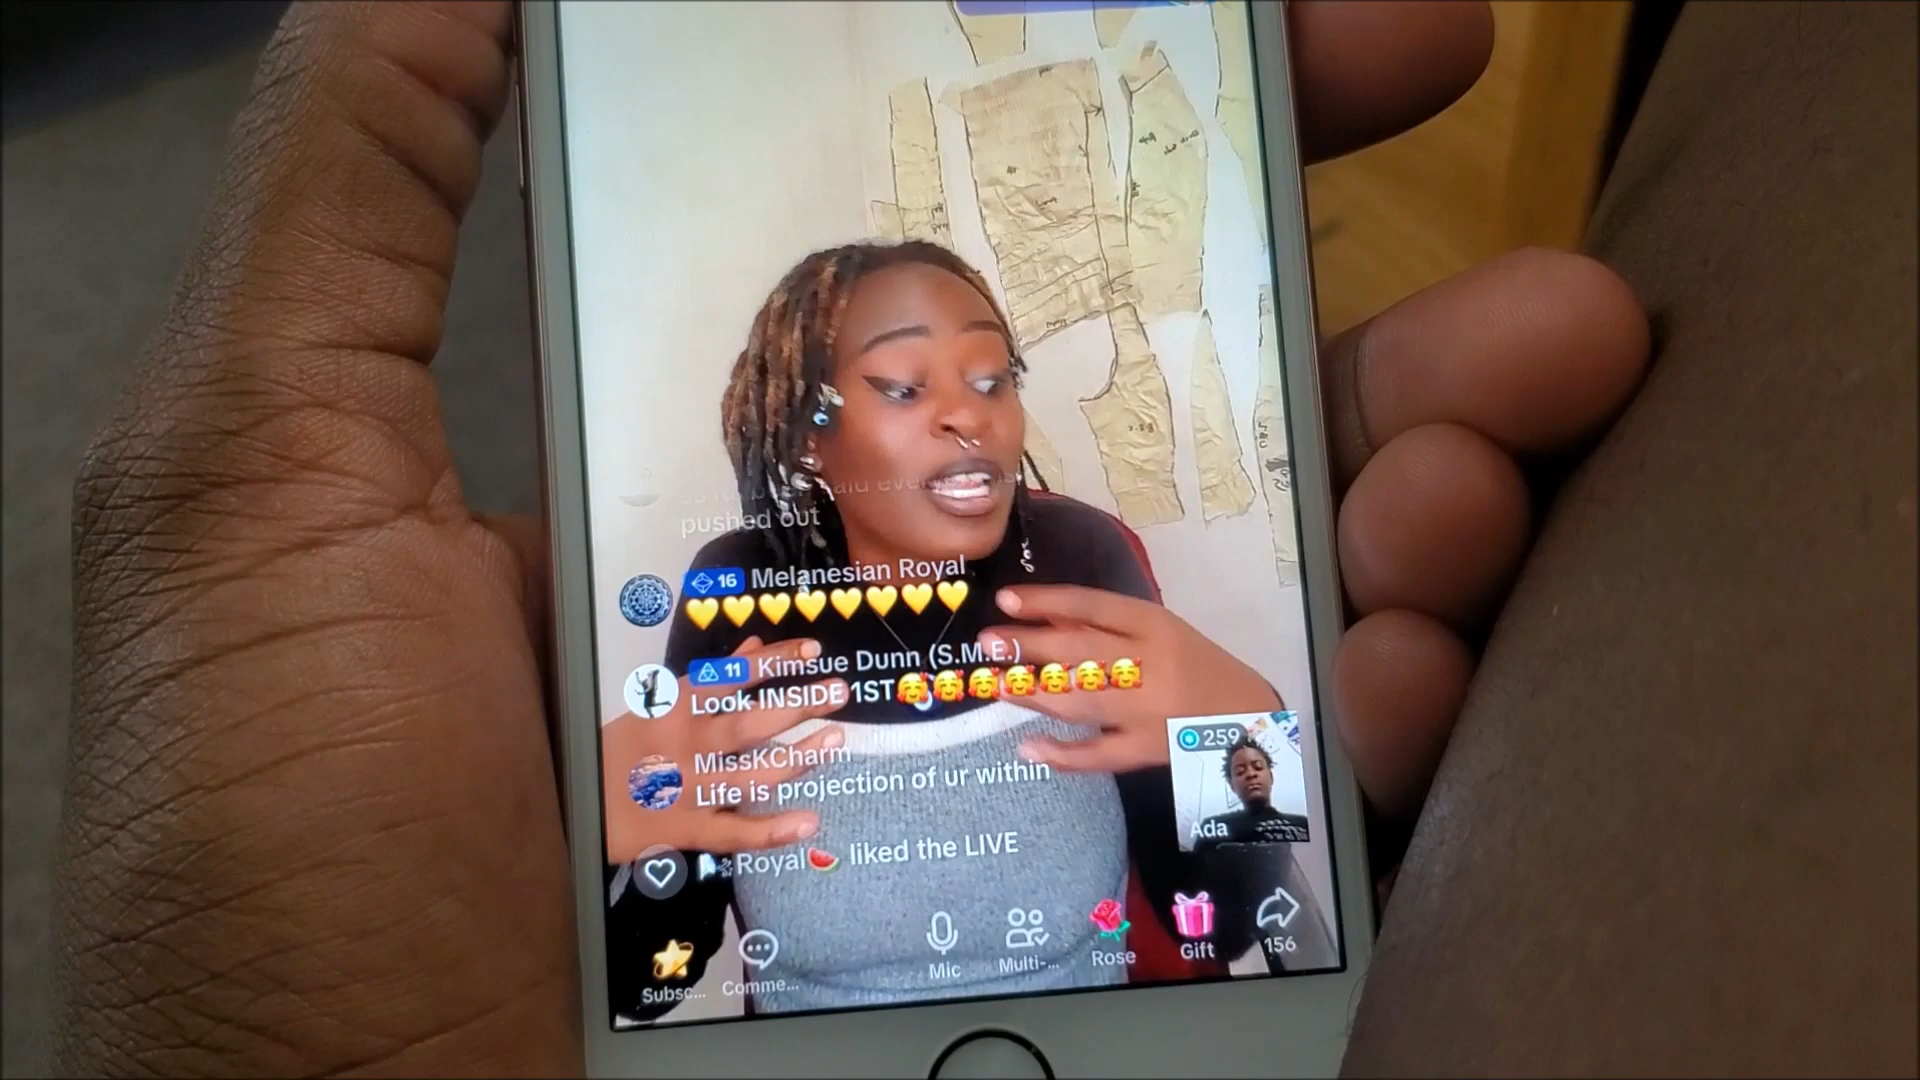 pushed out
16 Melanesian Royal
💛💛💛💛💛💛💛💛
11 Kimsue Dunn (S.M.E.)
Look INSIDE 1ST🥰🥰🥰🥰🥰🥰🥰
MissKCharm
Life is projection of ur within
Royal🍉 liked the LIVE
259
Ada
Subsc...
Comme...
Mic
Multi-...
Rose
Gift
156